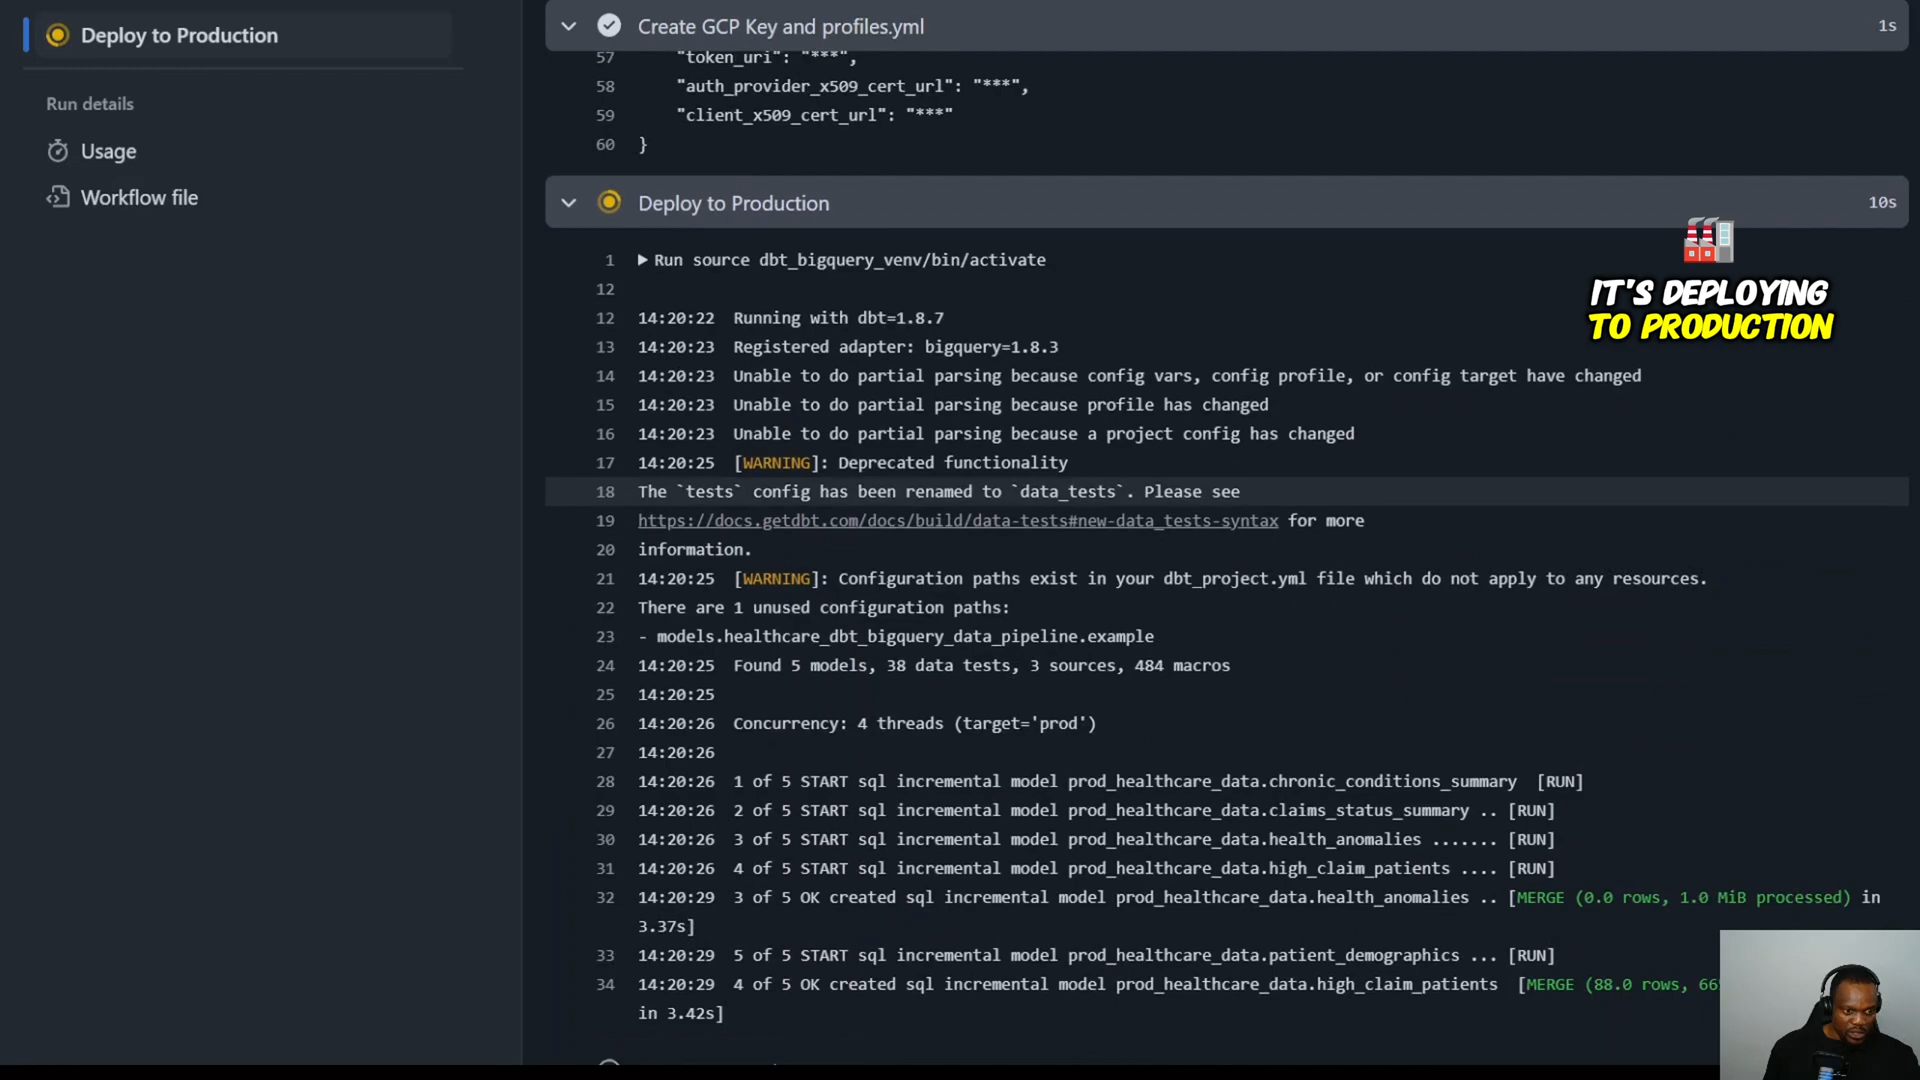 Deploy to Production
Run details
Usage
Workflow file
Create GCP Key and profiles.yml 1s
57 "token_uri": "***",
58 "auth_provider_x509_cert_url": "***",
59 "client_x509_cert_url": "***"
60 }
Deploy to Production 10s
1 Run source dbt_bigquery_venv/bin/activate
12
12 14:20:22 Running with dbt=1.8.7
13 14:20:23 Registered adapter: bigquery=1.8.3
14 14:20:23 Unable to do partial parsing because config vars, config profile, or config target have changed
15 14:20:23 Unable to do partial parsing because profile has changed
16 14:20:23 Unable to do partial parsing because a project config has changed
17 14:20:25 [WARNING]: Deprecated functionality
18 The `tests` config has been renamed to `data_tests`. Please see
19 https://docs.getdbt.com/docs/build/data-tests#new-data_tests-syntax for more
20 information.
21 14:20:25 [WARNING]: Configuration paths exist in your dbt_project.yml file which do not apply to any resources.
22 There are 1 unused configuration paths:
23 - models.healthcare_dbt_bigquery_data_pipeline.example
24 14:20:25 Found 5 models, 38 data tests, 3 sources, 484 macros
25 14:20:25
26 14:20:26 Concurrency: 4 threads (target='prod')
27 14:20:26
28 14:20:26 1 of 5 START sql incremental model prod_healthcare_data.chronic_conditions_summary [RUN]
29 14:20:26 2 of 5 START sql incremental model prod_healthcare_data.claims_status_summary .. [RUN]
30 14:20:26 3 of 5 START sql incremental model prod_healthcare_data.health_anomalies ....... [RUN]
31 14:20:26 4 of 5 START sql incremental model prod_healthcare_data.high_claim_patients .... [RUN]
32 14:20:29 3 of 5 OK created sql incremental model prod_healthcare_data.health_anomalies .. [MERGE (0.0 rows, 1.0 MiB processed) in
3.37s]
33 14:20:29 5 of 5 START sql incremental model prod_healthcare_data.patient_demographics ... [RUN]
34 14:20:29 4 of 5 OK created sql incremental model prod_healthcare_data.high_claim_patients [MERGE (88.0 rows,
in 3.42s]
IT'S DEPLOYING
TO PRODUCTION